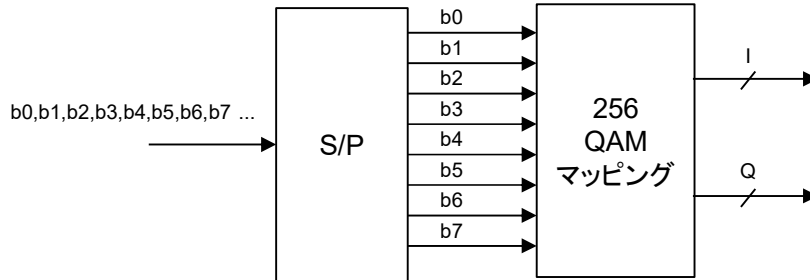 b0,b1,b2,b3,b4,b5,b6,b7 ...
S/P
b0
b1
b2
b3
b4
b5
b6
b7
256
QAM
マッピング
I
Q